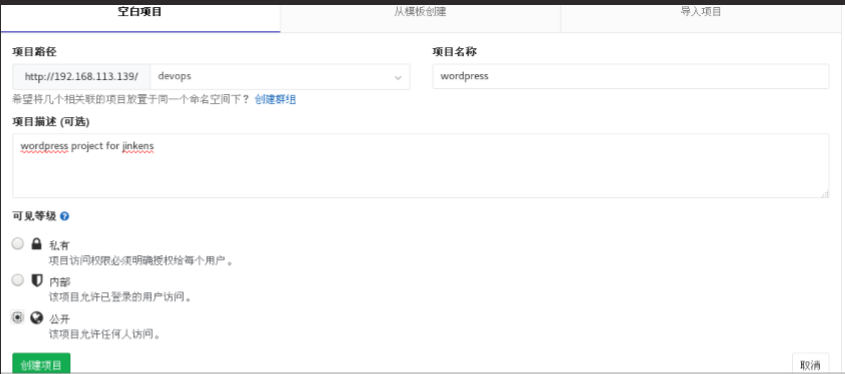 空白项目
从模板创建
导入项目
项目路径
项目名称
http://192.168.113.139/
devops
wordpress
希望将几个相关联的项目放置于同一个命名空间下? 创建群组
项目描述 (可选)
wordpress project for jinkens
可见等级
私有
项目访问权限必须明确授权给每个用户。
内部
该项目允许已登录的用户访问。
公开
该项目允许任何人访问。
创建项目
取消